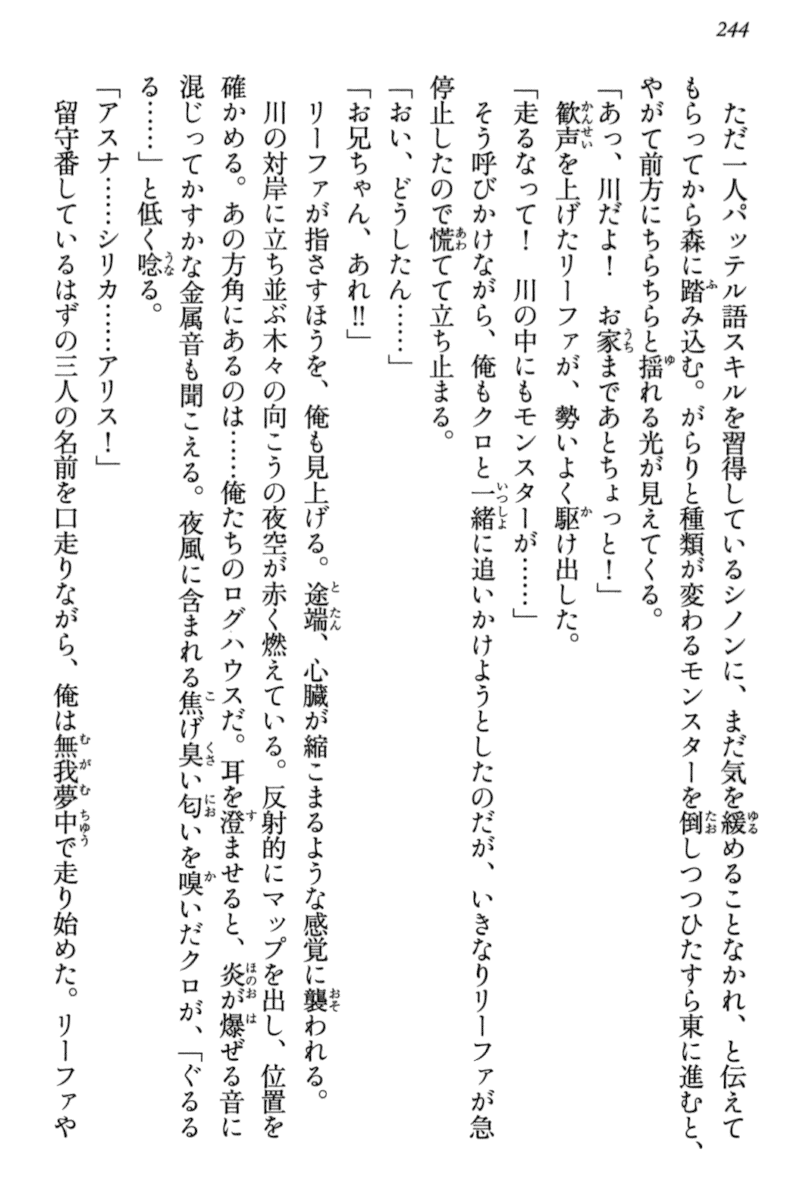 244
ただ一人パッテル語スキルを習得しているシノンに、まだ気を緩めることなかれ、と伝えて
もらってから森に踏み込む。がらりと種類が変わるモンスターを倒しつつひたすら東に進むと、
やがて前方にちらちらと揺れる光が見えてくる。
「あっ、川だよ！　お家まであとちょっと！」
歓声を上げたリーファが、勢いよく駆け出した。
「走るなって！　川の中にもモンスターが……」
そう呼びかけながら、俺もクロと一緒に追いかけようとしたのだが、いきなりリーファが急
停止したので慌てて立ち止まる。
「おい、どうしたん……」
「お兄ちゃん、あれ!!」
リーファが指さすほうを、俺も見上げる。途端、心臓が縮こまるような感覚に襲われる。
川の対岸に立ち並ぶ木々の向こうの夜空が赤く燃えている。反射的にマップを出し、位置を
確かめる。あの方角にあるのは……俺たちのログハウスだ。耳を澄ませると、炎が爆ぜる音に
混じってかすかな金属音も聞こえる。夜風に含まれる焦げ臭い匂いを嗅いだクロが、「ぐるる
る……」と低く唸る。
「アスナ……シリカ……アリス！」
留守番しているはずの三人の名前を口走りながら、俺は無我夢中で走り始めた。リーファや